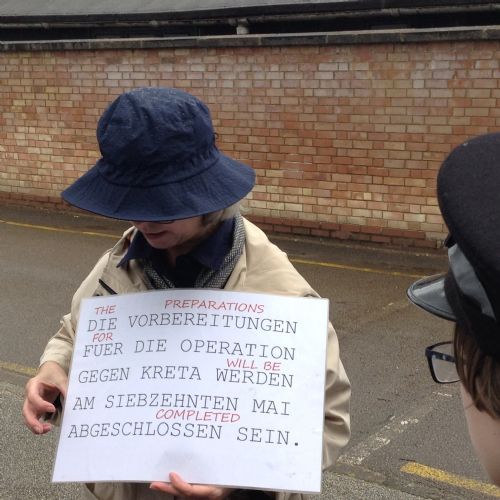 THE PREPARATIONS
DIE VORBEREITUNGEN
FOR
FUER DIE OPERATION
WILL BE
GEGEN KRETA WERDEN
AM SIEBZEHNTEN MAI
COMPLETED
ABGESCHLOSSEN SEIN.